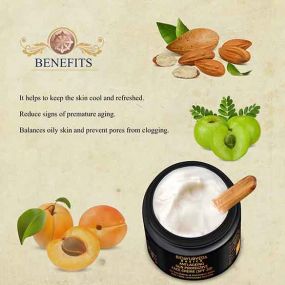 BENEFITS
It helps to keep the skin cool and refreshed.
Reduce signs of premature aging.
Balances oily skin and prevent pores from clogging.
BIOAYURVEDA